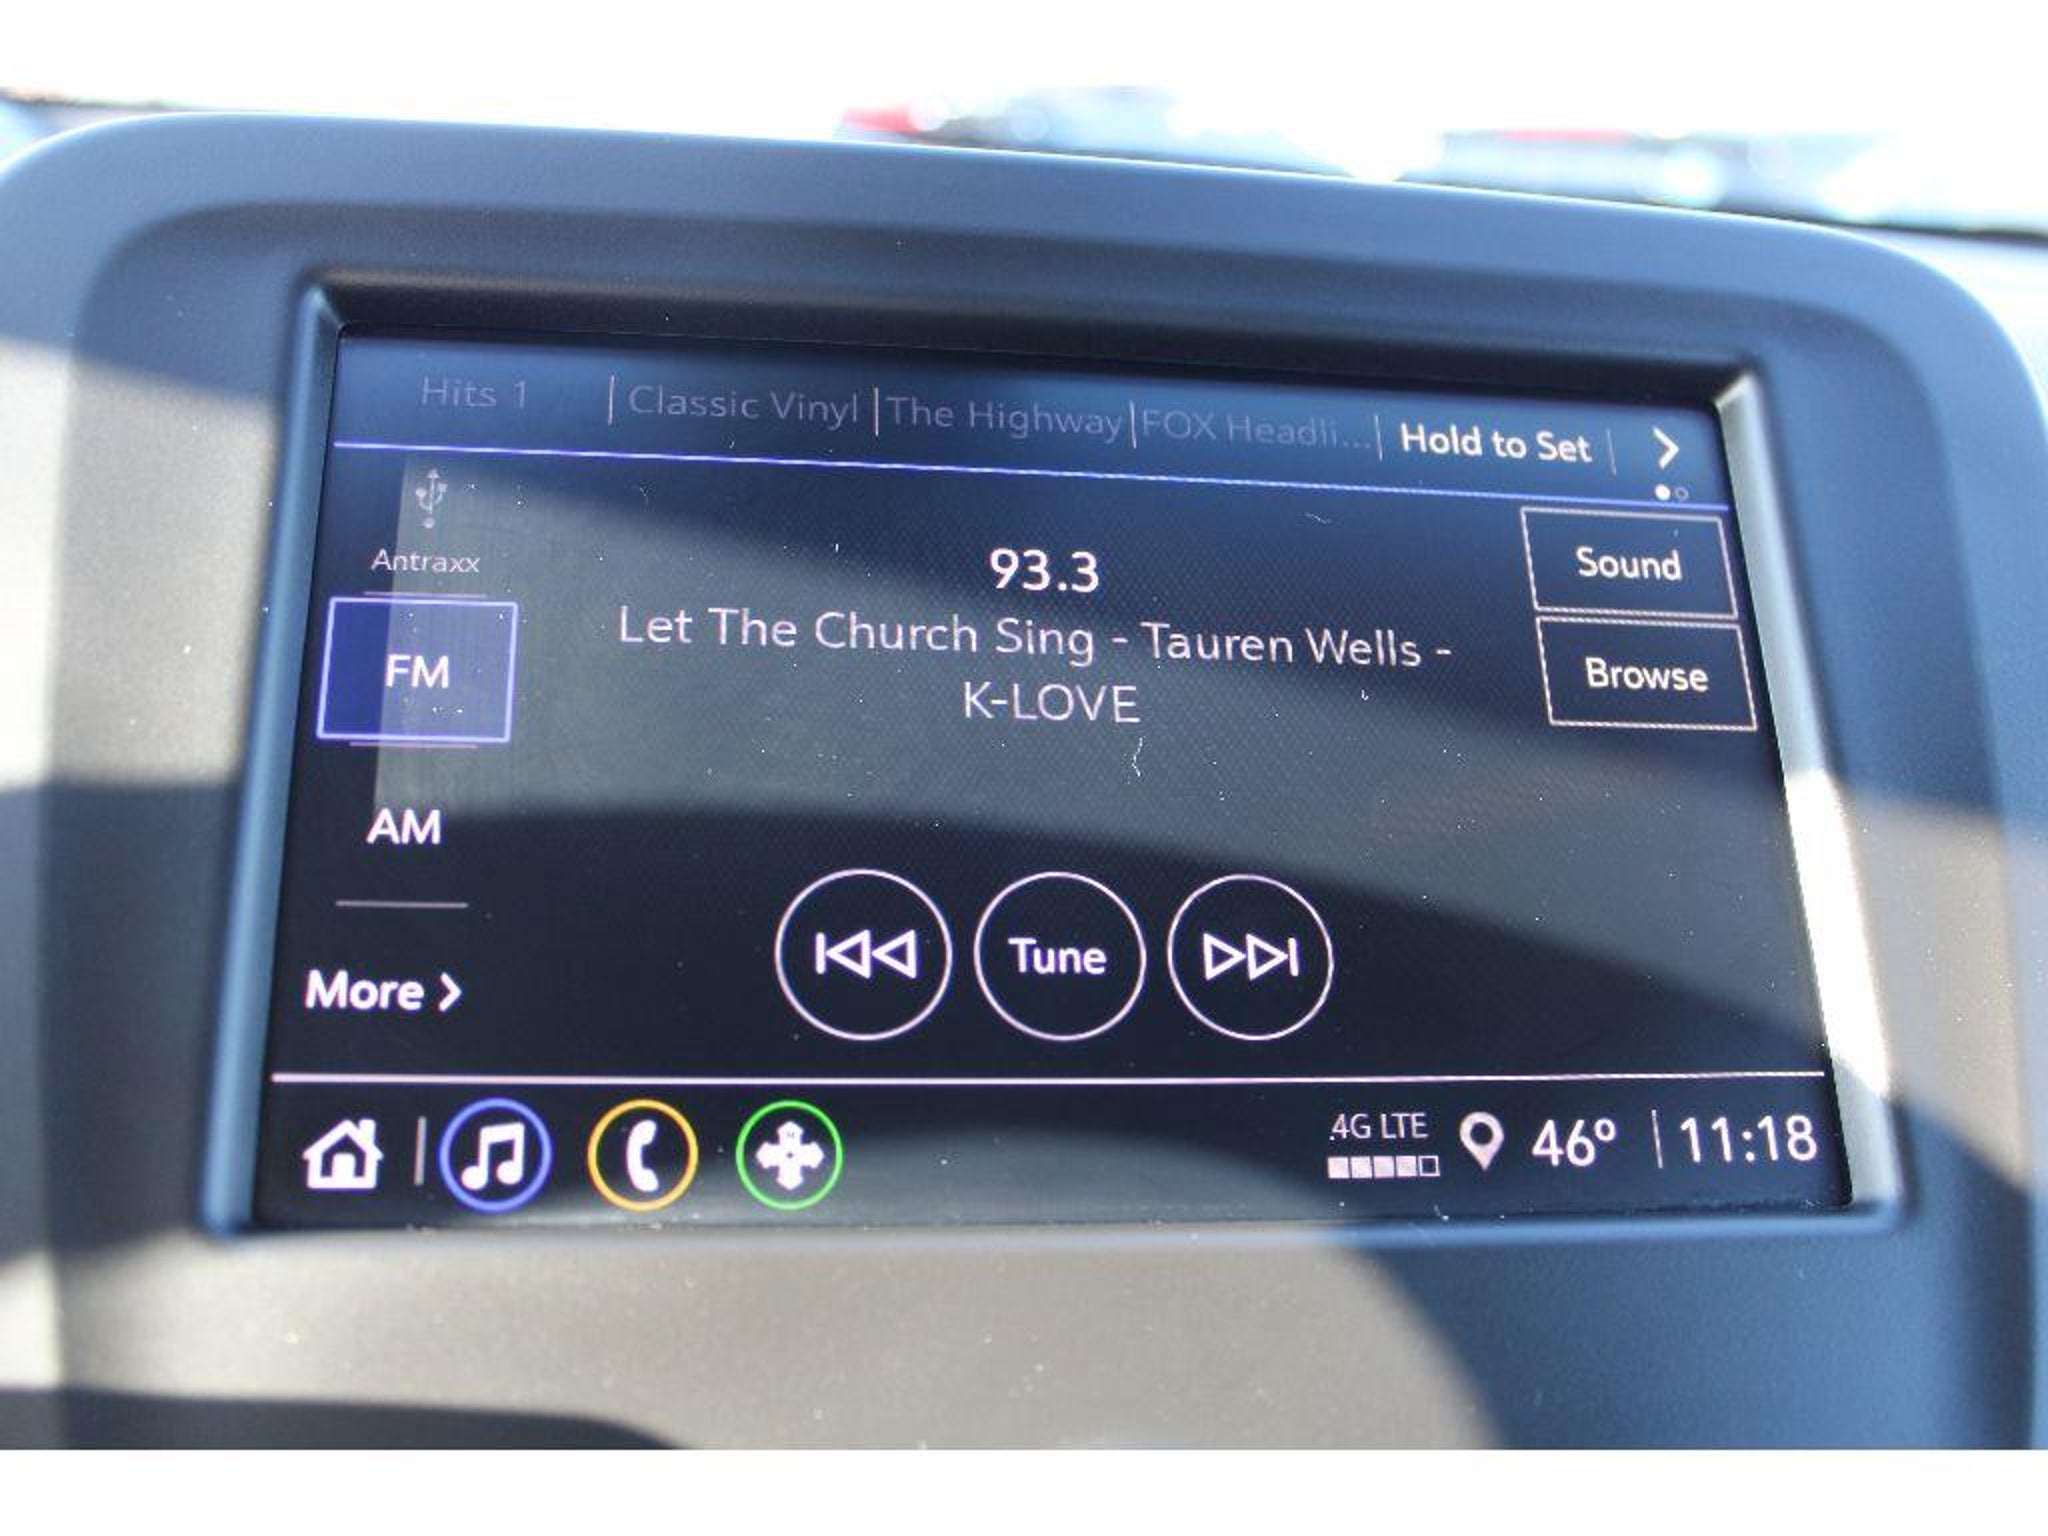 Hits 1 | Classic Vinyl | The Highway | FOX Headli... | Hold to Set
Antraxx
93.3
Sound
Let The Church Sing - Tauren Wells -
FM
K-LOVE
Browse
AM
Tune
More
4G LTE 46° 11:18